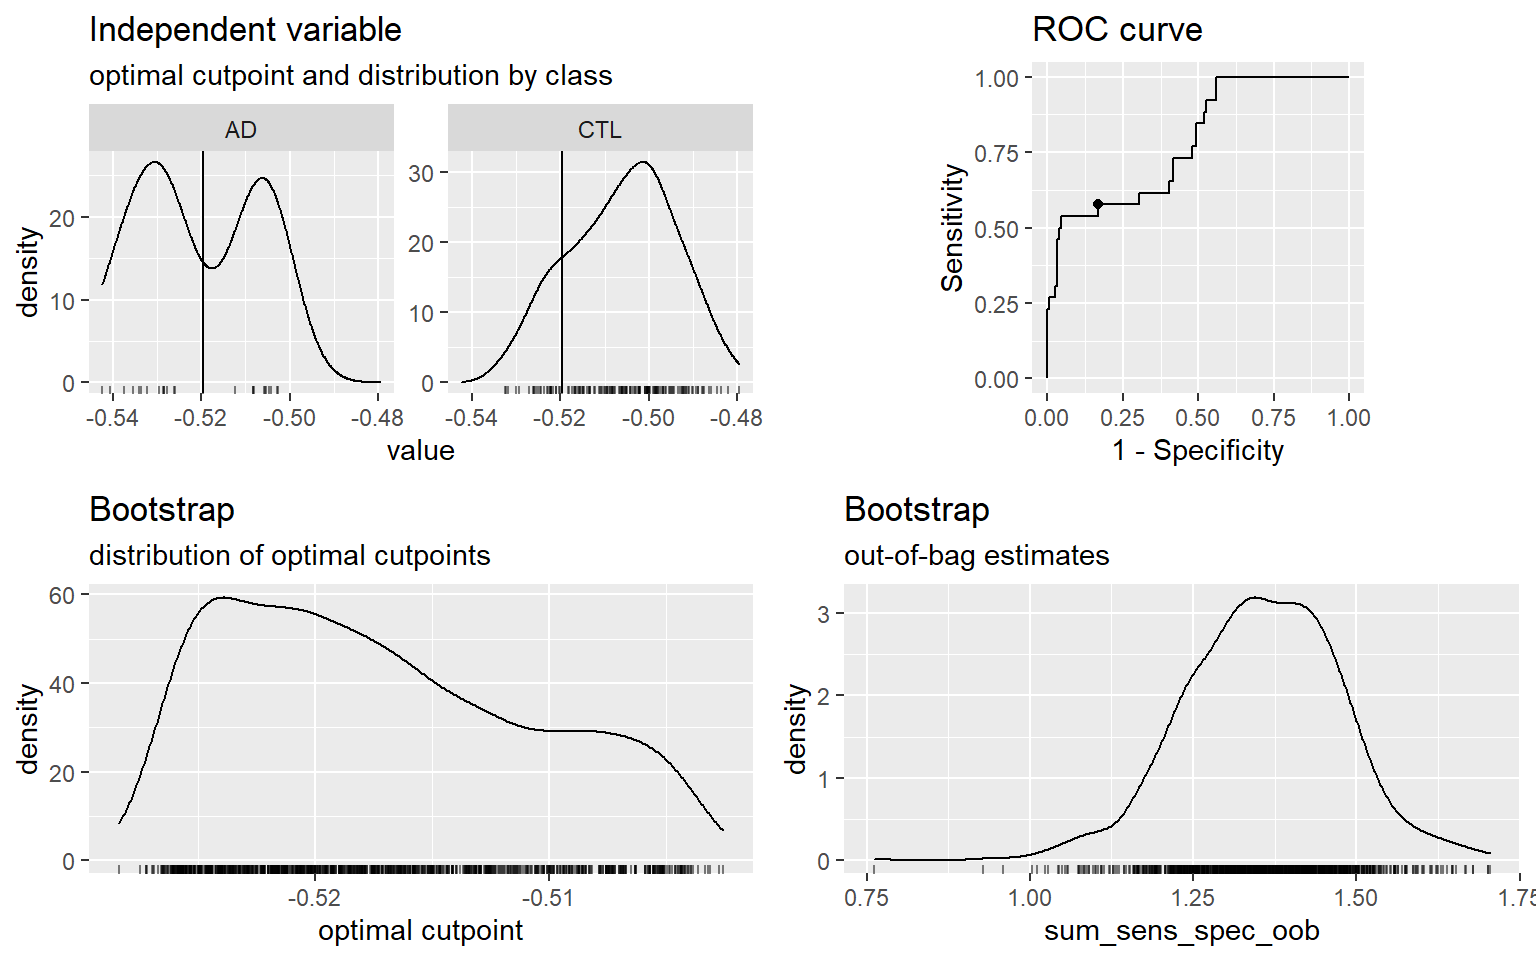 Independent variable
optimal cutpoint and distribution by class
AD
CTL
density
20
10
0
30
20
10
0
-0.54 -0.52 -0.50 -0.48
-0.54 -0.52 -0.50 -0.48
value
ROC curve
Sensitivity
1.00
0.75
0.50
0.25
0.00
0.00 0.25 0.50 0.75 1.00
1 - Specificity
Bootstrap
distribution of optimal cutpoints
density
60
40
20
0
-0.52 -0.51
optimal cutpoint
Bootstrap
out-of-bag estimates
density
3
2
1
0
0.75 1.00 1.25 1.50 1.75
sum_sens_spec_oob